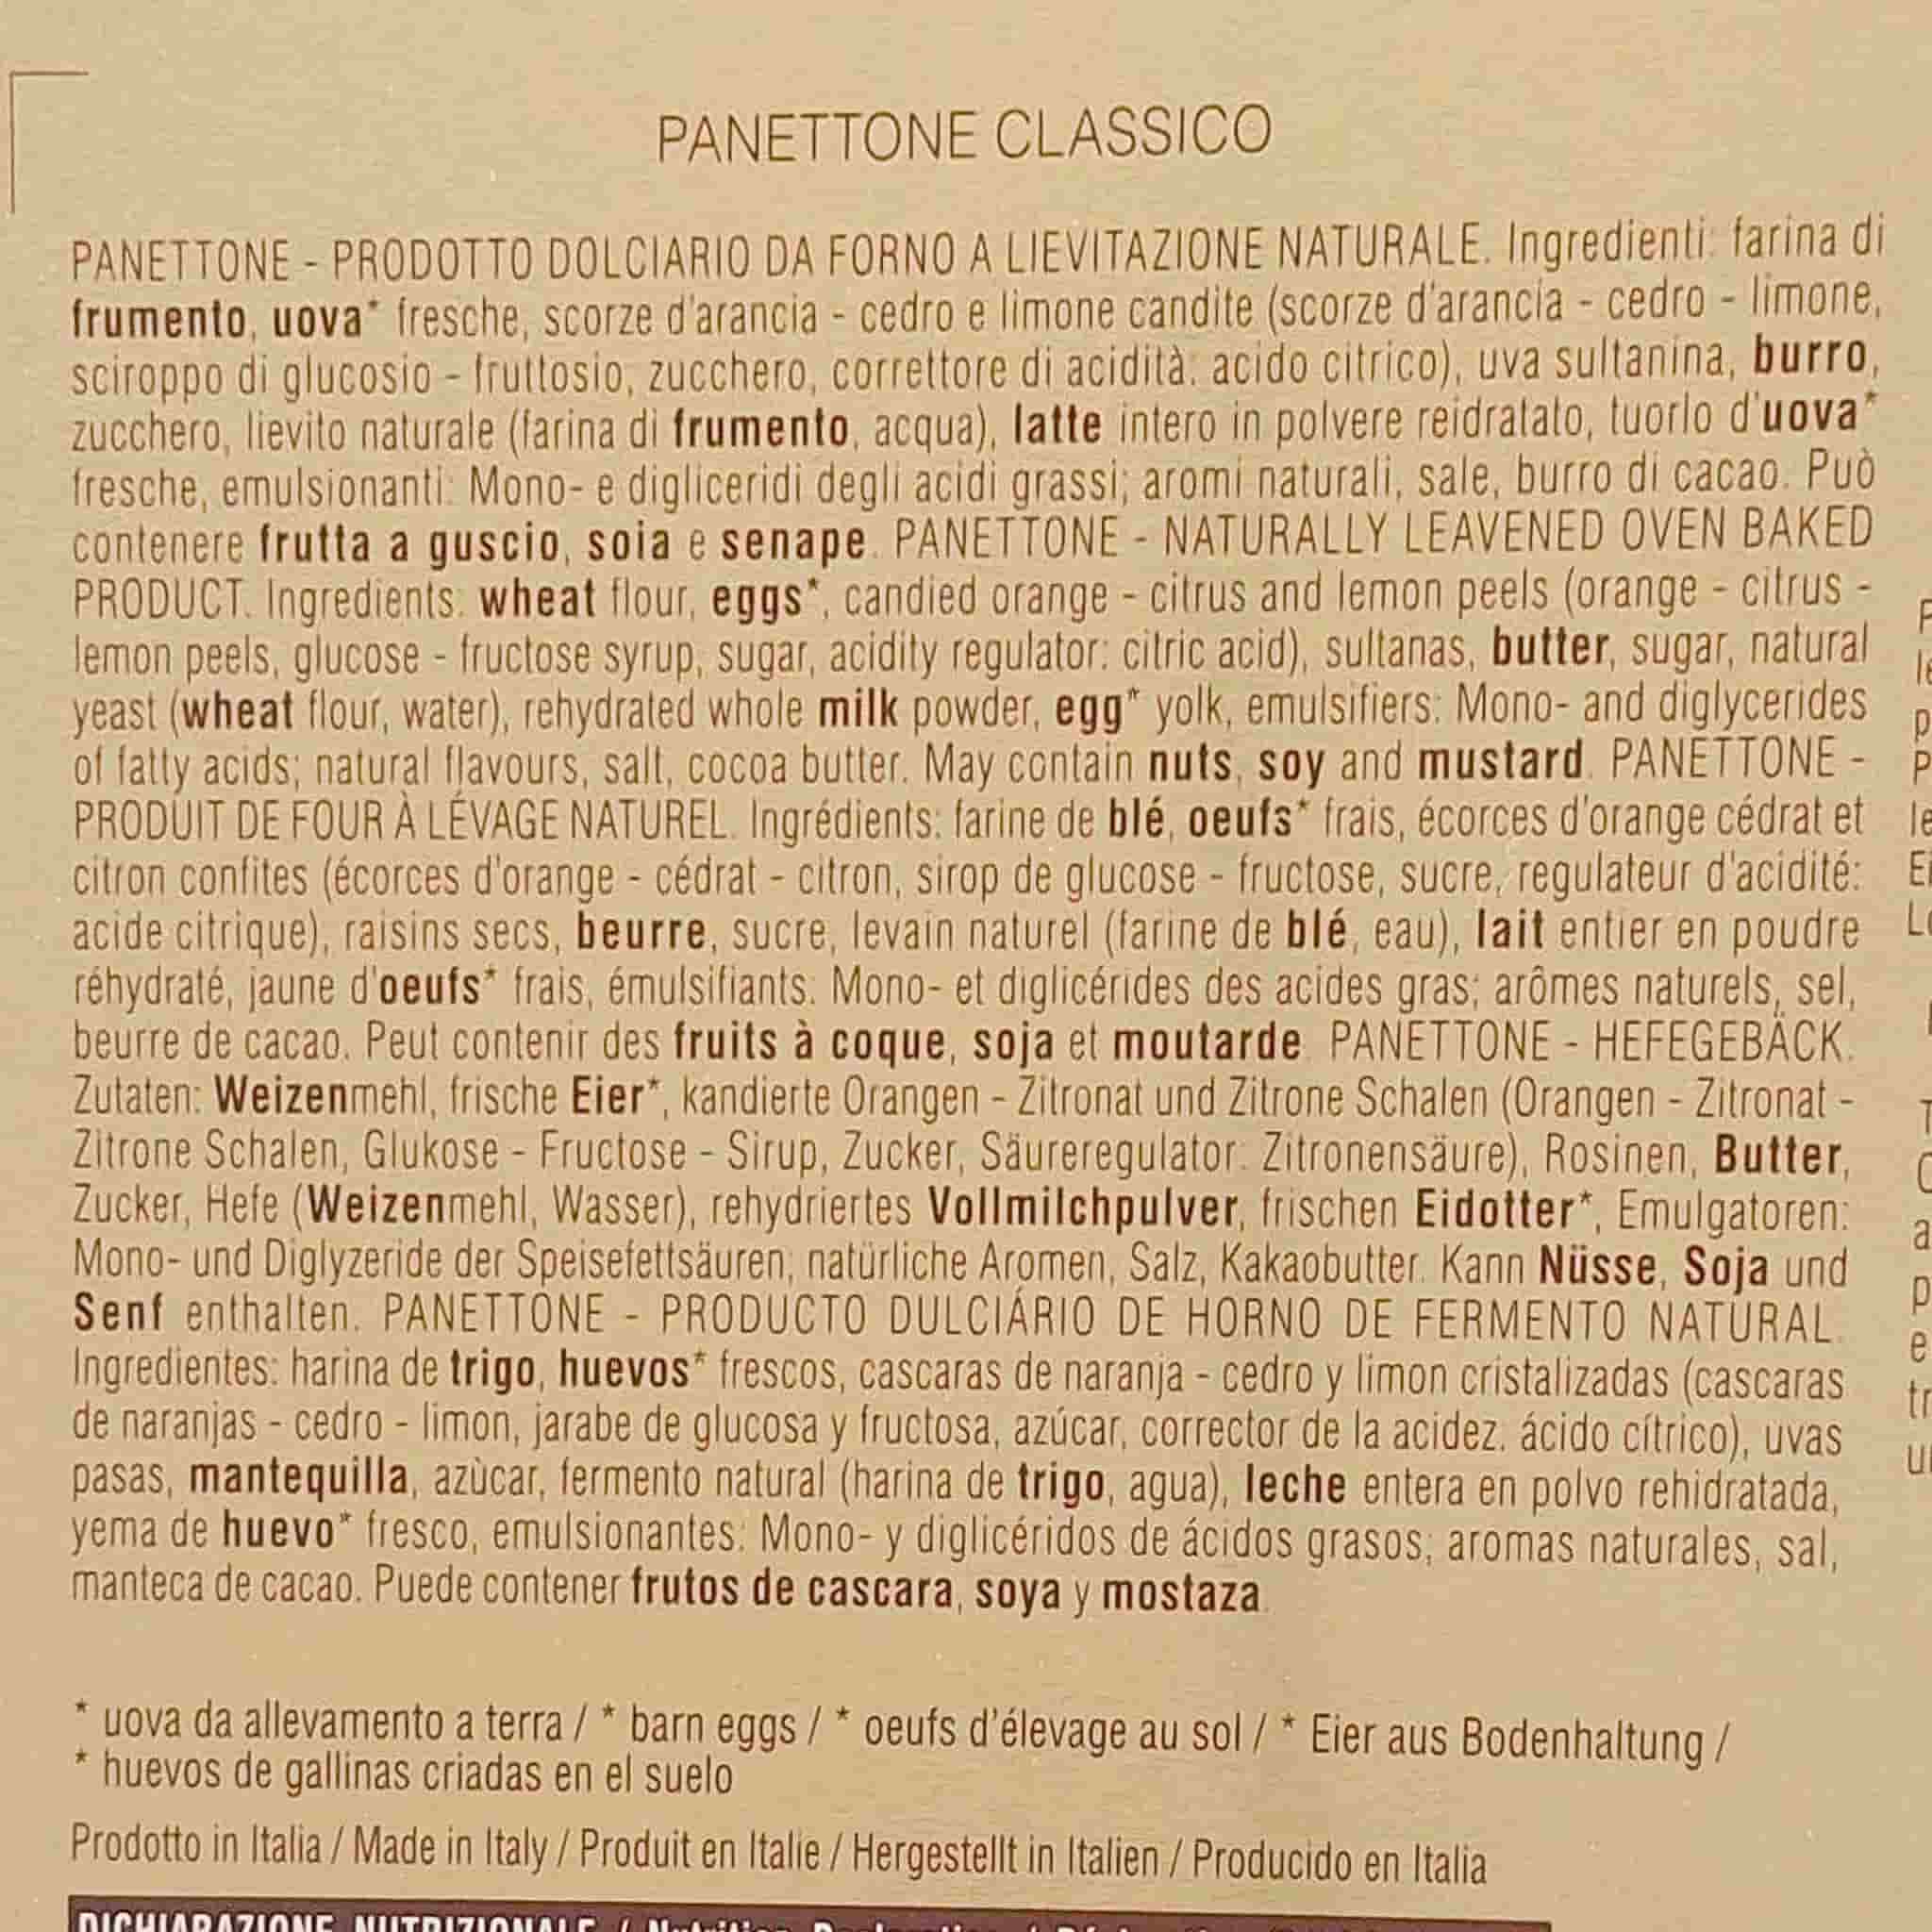 PANETTONE CLASSICO
PANETTONE - PRODOTTO DOLCIARIO DA FORNO A LIEVITAZIONE NATURALE. Ingredienti: farina di
frumento, uova* fresche, scorze d'arancia - cedro e limone candite (scorze d'arancia - cedro - limone,
sciroppo di glucosio - fruttosio, zucchero, correttore di acidità: acido citrico), uva sultanina, burro,
zucchero, lievito naturale (farina di frumento, acqua), latte intero in polvere reidratato, tuorlo d'uova*
fresche, emulsionanti: Mono- e digliceridi degli acidi grassi; aromi naturali, sale, burro di cacao. Può
contenere frutta a guscio, soia e senape. PANETTONE - NATURALLY LEAVENED OVEN BAKED
PRODUCT. Ingredients: wheat flour, eggs*, candied orange - citrus and lemon peels (orange - citrus -
lemon peels, glucose - fructose syrup, sugar, acidity regulator: citric acid), sultanas, butter, sugar, natural
yeast (wheat flour, water), rehydrated whole milk powder, egg* yolk, emulsifiers: Mono- and diglycerides
of fatty acids; natural flavours, salt, cocoa butter. May contain nuts, soy and mustard. PANETTONE -
PRODUIT DE FOUR À LÉVAGE NATUREL. Ingrédients: farine de blé, oeufs* frais, écorces d'orange cédrat et
citron confites (écorces d'orange - cédrat - citron, sirop de glucose - fructose, sucre, regulateur d'acidité:
acide citrique), raisins secs, beurre, sucre, levain naturel (farine de blé, eau), lait entier en poudre
réhydraté, jaune d'oeufs* frais, émulsifiants: Mono- et diglicérides des acides gras; arômes naturels, sel,
beurre de cacao. Peut contenir des fruits à coque, soja et moutarde. PANETTONE - HEFEGEBÄCK.
Zutaten: Weizenmehl, frische Eier*, kandierte Orangen - Zitronat und Zitrone Schalen (Orangen - Zitronat -
Zitrone Schalen, Glukose - Fructose - Sirup, Zucker, Säureregulator: Zitronensäure), Rosinen, Butter,
Zucker, Hefe (Weizenmehl, Wasser), rehydriertes Vollmilchpulver, frischen Eidotter*, Emulgatoren:
Mono- und Diglyzeride der Speisefettsäuren; natürliche Aromen, Salz, Kakaobutter. Kann Nüsse, Soja und
Senf enthalten. PANETTONE - PRODUCTO DULCIÁRIO DE HORNO DE FERMENTO NATURAL.
Ingredientes: harina de trigo, huevos* frescos, cascaras de naranja - cedro y limon cristalizadas (cascaras
de naranjas - cedro - limon, jarabe de glucosa y fructosa, azúcar, corrector de la acidez: ácido cítrico), uvas
pasas, mantequilla, azùcar, fermento natural (harina de trigo, agua), leche entera en polvo rehidratada,
yema de huevo* fresco, emulsionantes: Mono- y diglicéridos de ácidos grasos; aromas naturales, sal,
manteca de cacao. Puede contener frutos de cascara, soya y mostaza.
* uova da allevamento a terra / * barn eggs / * oeufs d'élevage au sol / * Eier aus Bodenhaltung /
* huevos de gallinas criadas en el suelo
Prodotto in Italia / Made in Italy / Produit en Italie / Hergestellt in Italien / Producido en Italia
DICHIARAZIONE NUTRIZIONALE / Nutrition Declaration /